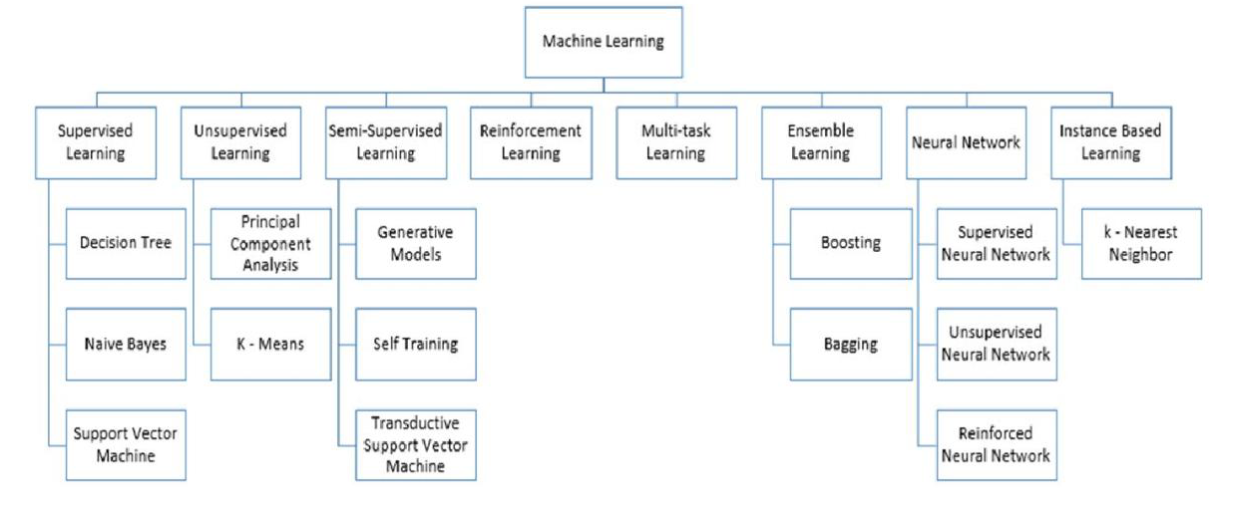 Machine Learning
Supervised
Learning
Unsupervised
Learning
Semi-Supervised
Learning
Reinforcement
Learning
Multi-task
Learning
Ensemble
Learning
Neural Network
Instance Based
Learning
Decision Tree
Naive Bayes
Support Vector
Machine
Principal
Component
Analysis
K - Means
Generative
Models
Self Training
Transductive
Support Vector
Machine
Boosting
Bagging
Supervised
Neural Network
Unsupervised
Neural Network
Reinforced
Neural Network
k - Nearest
Neighbor